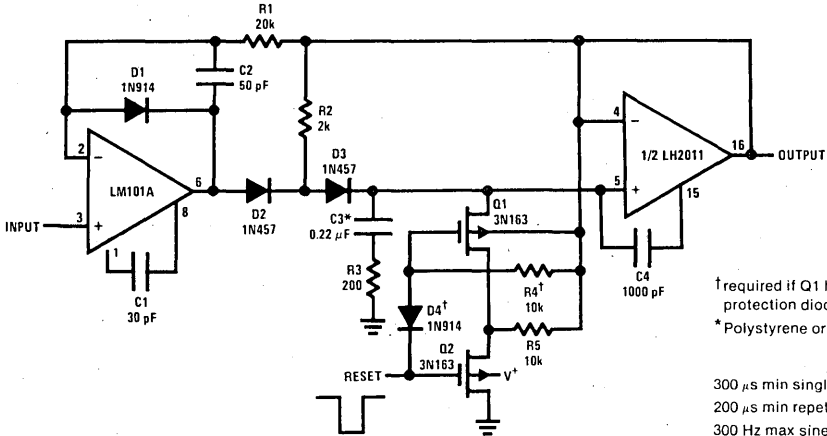 R1
20k
D1
1N914
C2
50 pF
R2
2k
4
−
16
OUTPUT
1/2 LH2011
2
−
LM101A
6
D3
1N457
5
+
15
INPUT
3
+
1
8
D2
1N457
C3*
0.22 μF
Q1
3N163
C1
30 pF
R3
200
R4†
10k
C4
1000 pF
D4†
1N914
R5
10k
Q2
3N163
RESET
V+
†required if Q1 h
protection diod
*Polystyrene or
300 μs min singl
200 μs min repet
300 Hz max sine